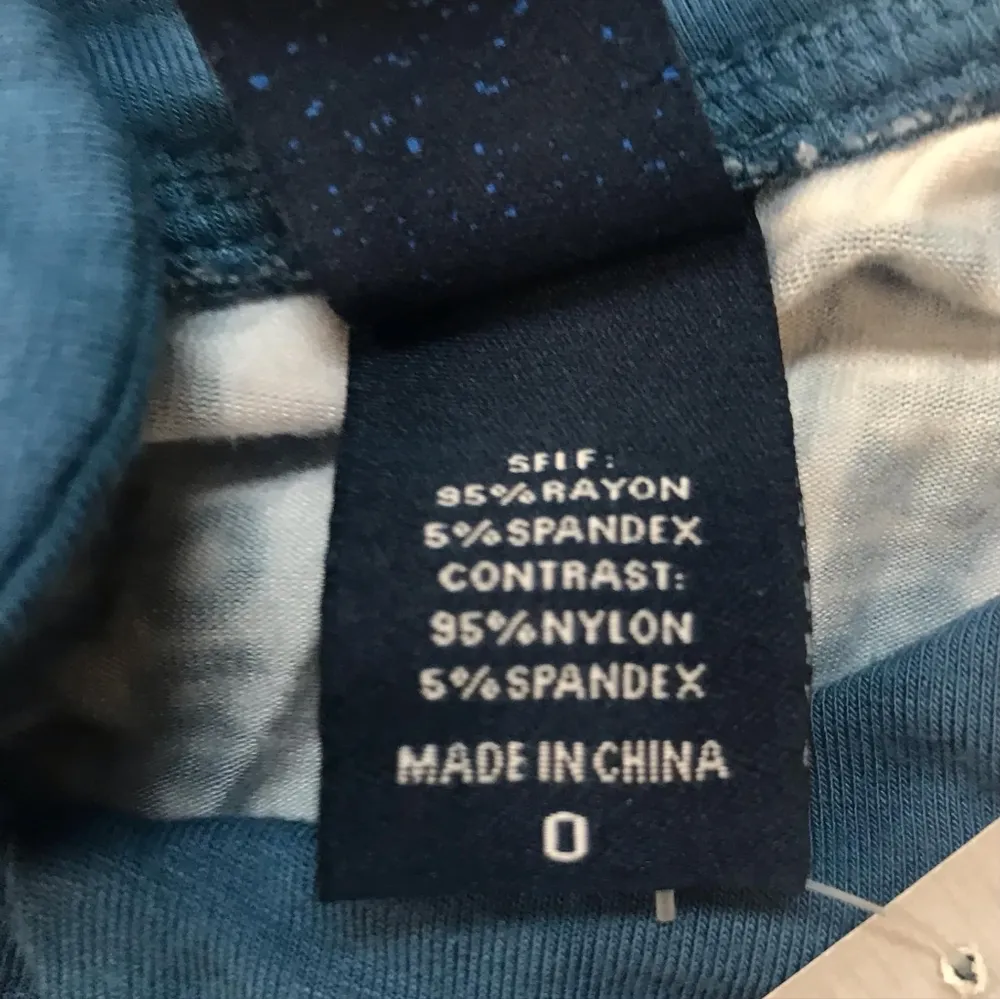 SELF:
95%RAYON
5%SPANDEX
CONTRAST:
95%NYLON
5%SPANDEX
MADE IN CHINA
0